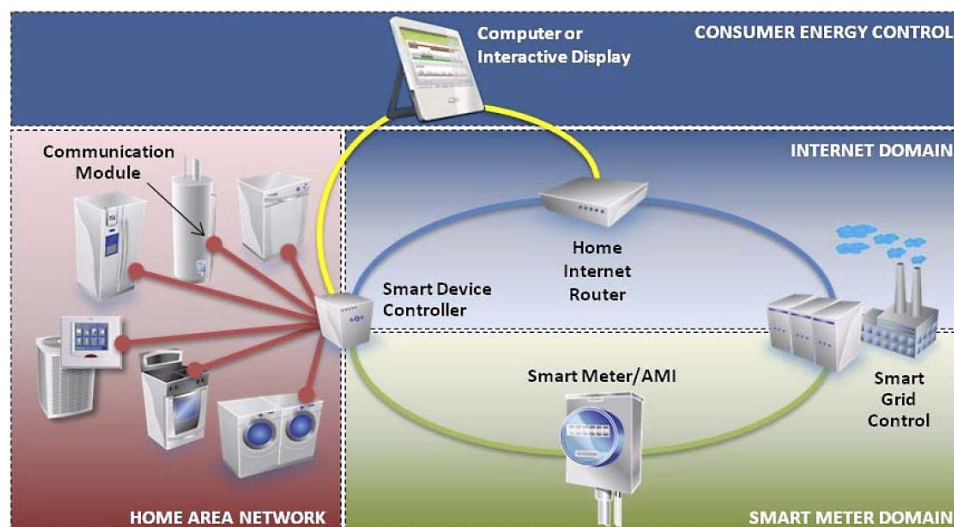 Computer or
Interactive Display
CONSUMER ENERGY CONTROL
Communication
Module
INTERNET DOMAIN
Home
Internet
Router
Smart Device
Controller
Smart Meter/AMI
Smart
Grid
Control
HOME AREA NETWORK
SMART METER DOMAIN